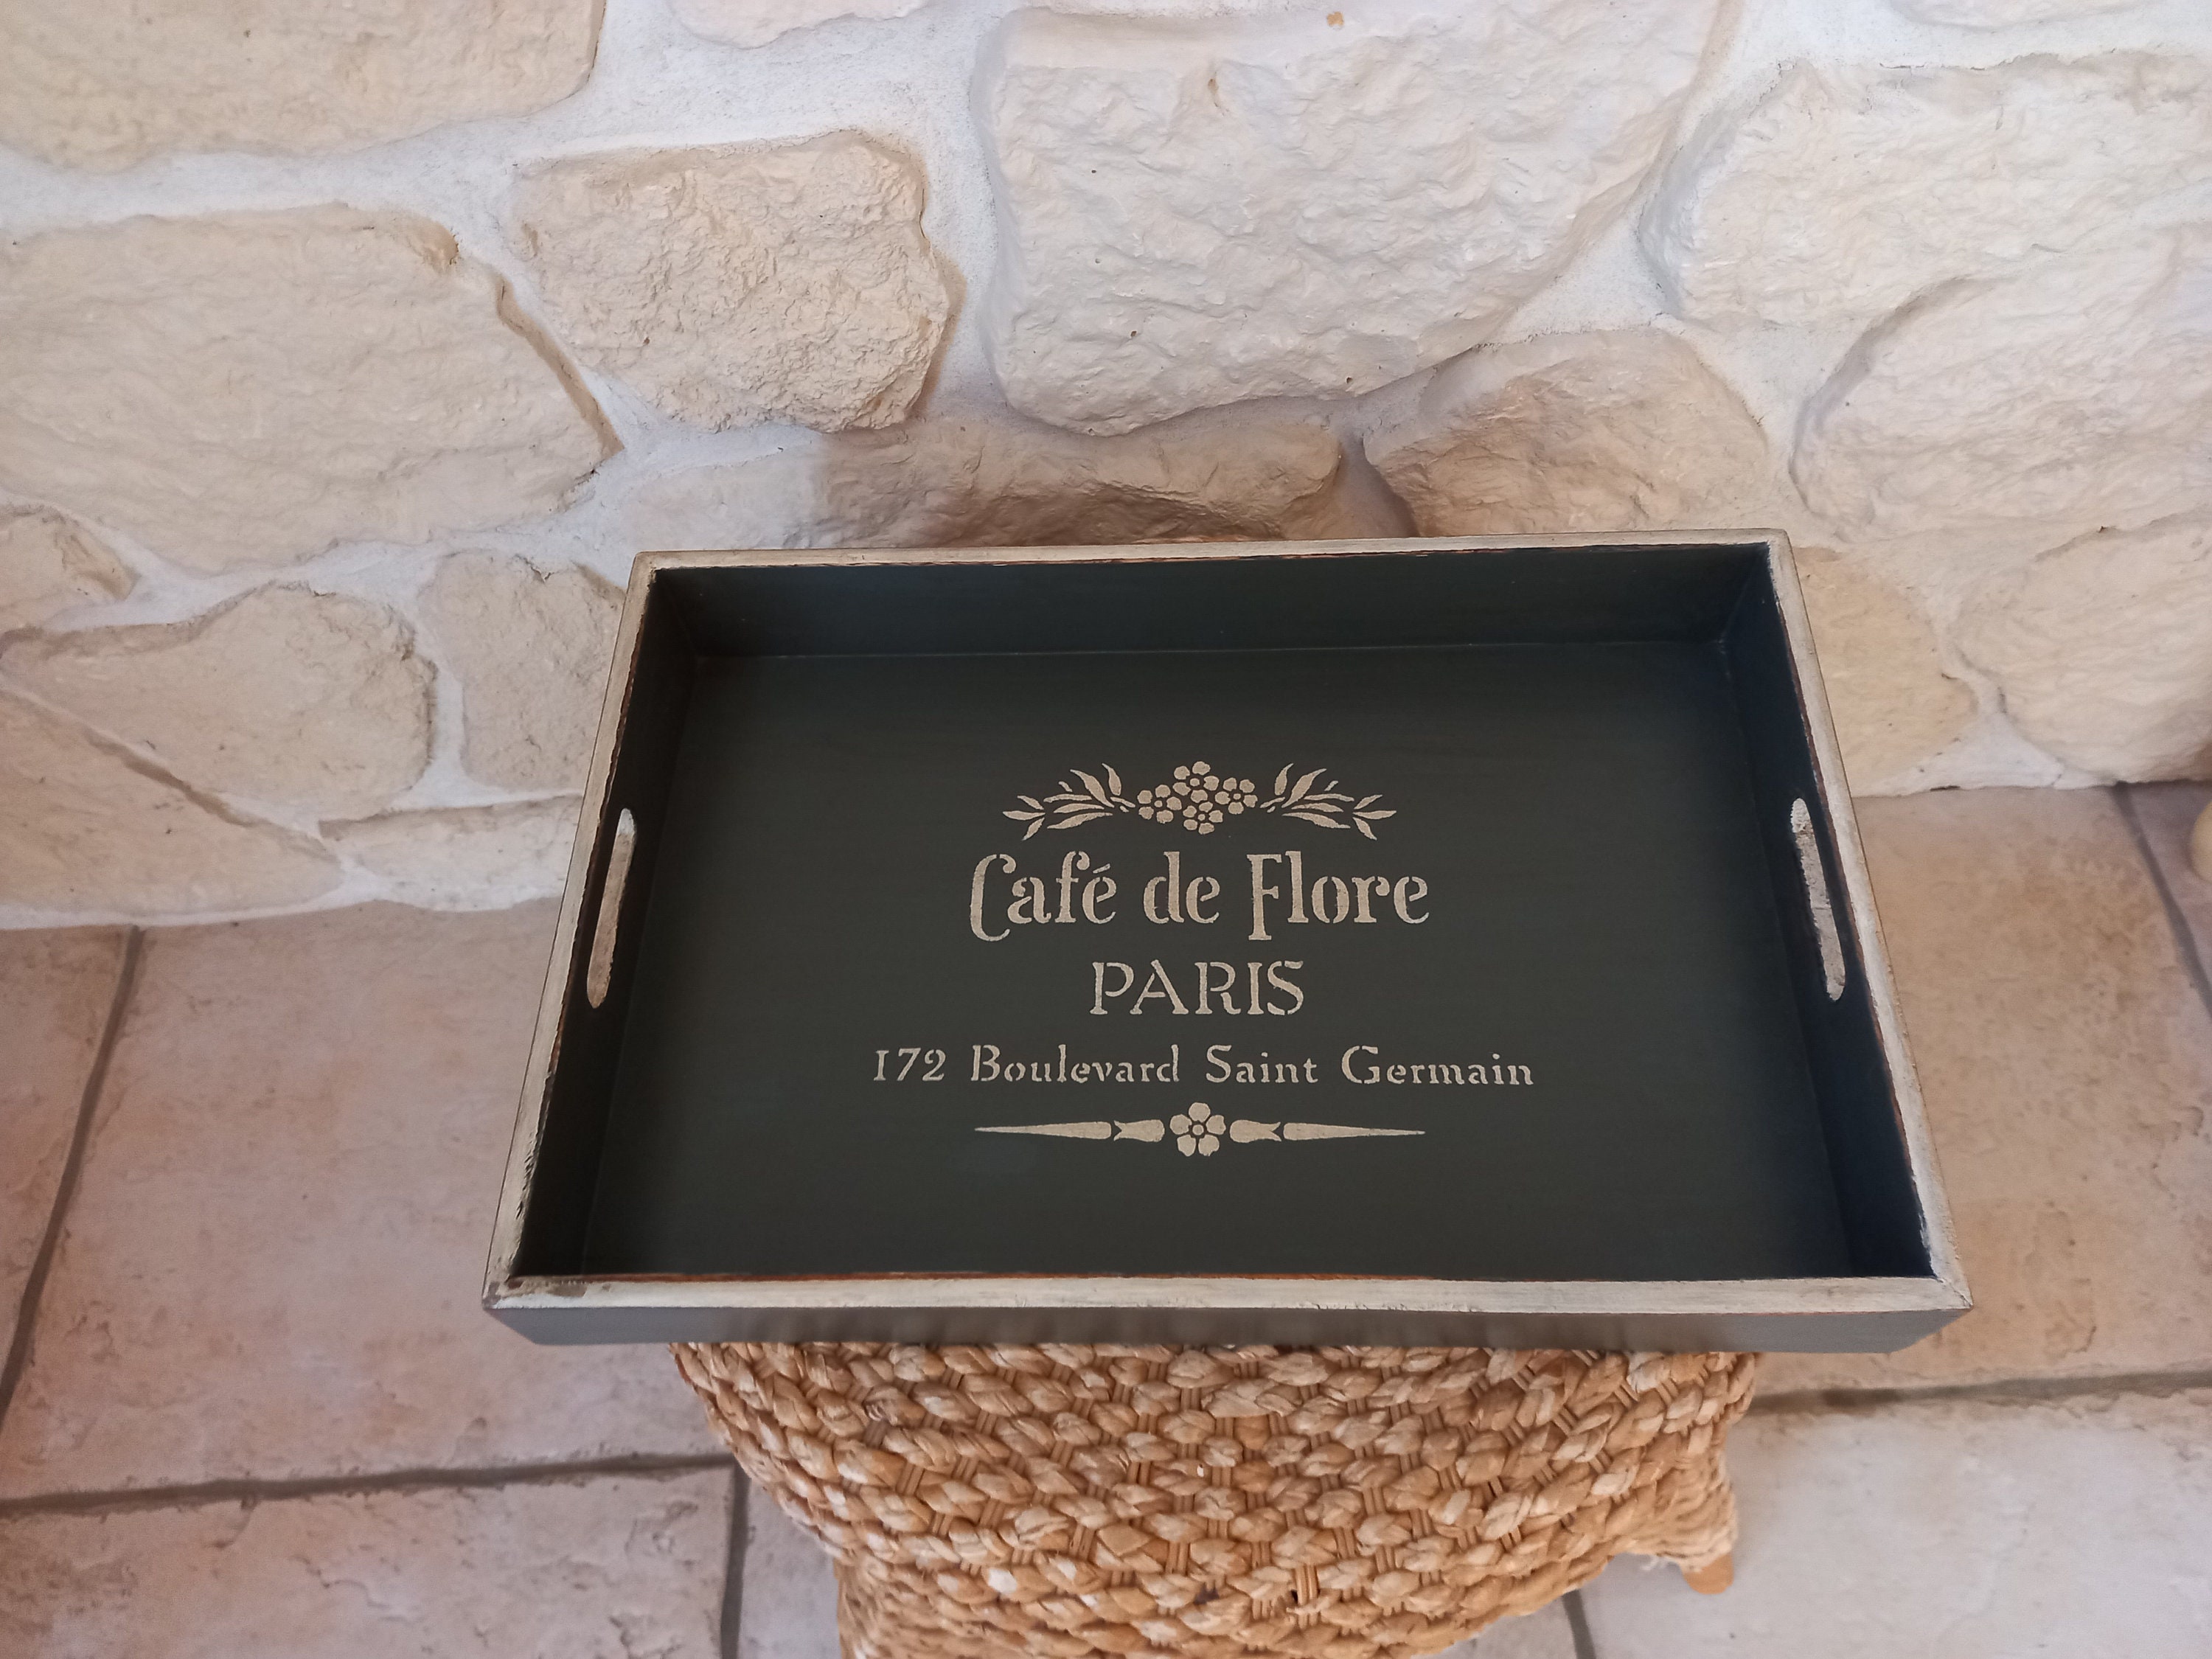 Café de Flore
PARIS
172 Boulevard Saint Germain